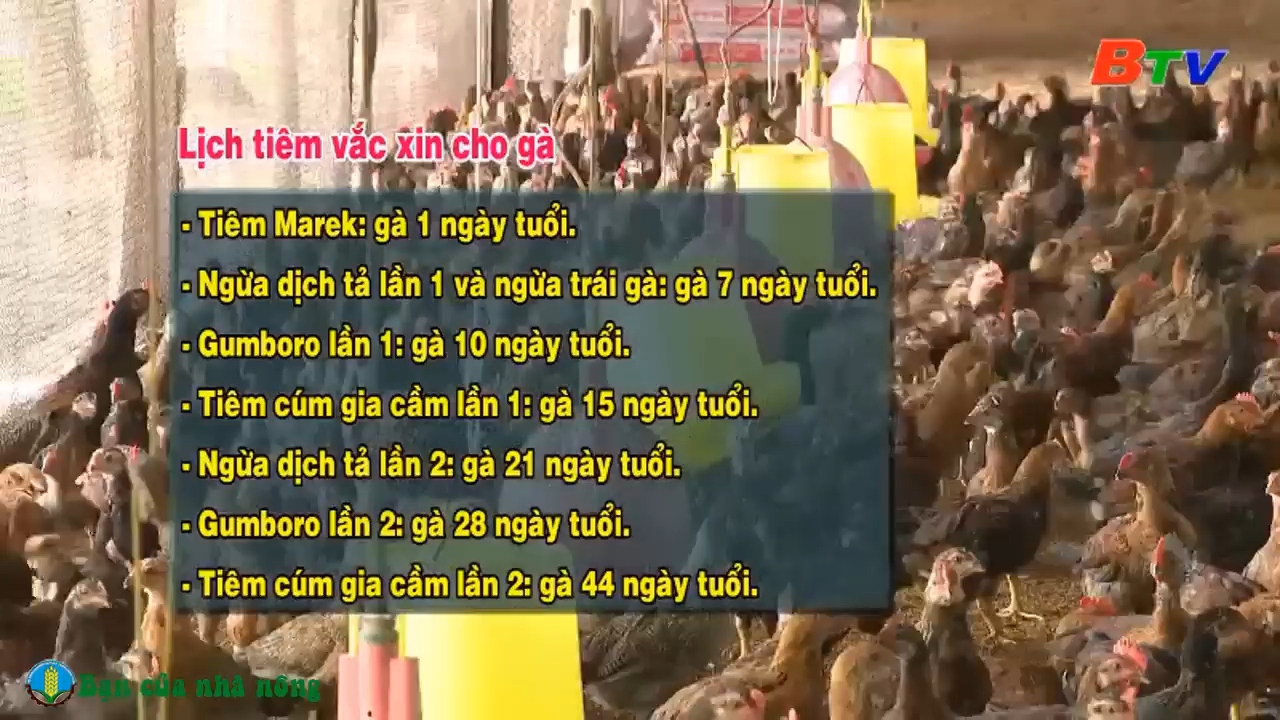 BTV
Lịch tiêm vắc xin cho gà
- Tiêm Marek: gà 1 ngày tuổi.
- Ngừa dịch tả lần 1 và ngừa trái gà: gà 7 ngày tuổi.
- Gumboro lần 1: gà 10 ngày tuổi.
- Tiêm cúm gia cầm lần 1: gà 15 ngày tuổi.
- Ngừa dịch tả lần 2: gà 21 ngày tuổi.
- Gumboro lần 2: gà 28 ngày tuổi.
- Tiêm cúm gia cầm lần 2: gà 44 ngày tuổi.
Bạn của nhà nông